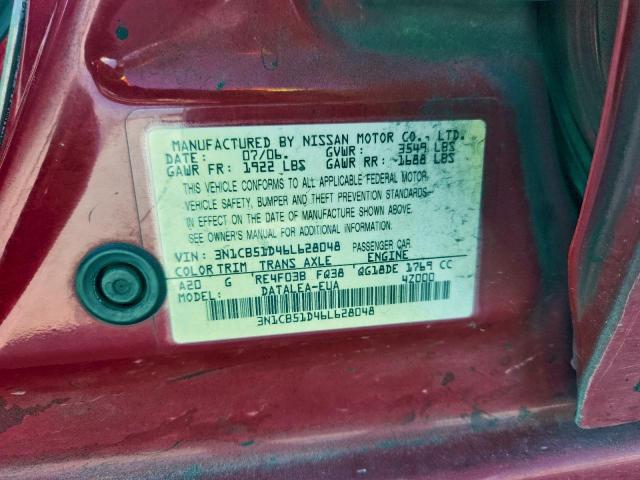 MANUFACTURED BY NISSAN MOTOR CO., LTD.
DATE: 07/06. GVWR: 3549 LBS
GAWR FR: 1922 LBS GAWR RR: 1688 LBS
THIS VEHICLE CONFORMS TO ALL APPLICABLE FEDERAL MOTOR
VEHICLE SAFETY, BUMPER AND THEFT PREVENTION STANDARDS
IN EFFECT ON THE DATE OF MANUFACTURE SHOWN ABOVE.
SEE OWNER'S MANUAL FOR ADDITIONAL INFORMATION.
VIN: 3N1CB51D46L628048 PASSENGER CAR
COLOR TRIM TRANS AXLE ENGINE
A20 G RE4F03B FQ38 QG18DE 1769 CC
MODEL: DATALEA-EUA 4Z000
3N1CB51D46L628048